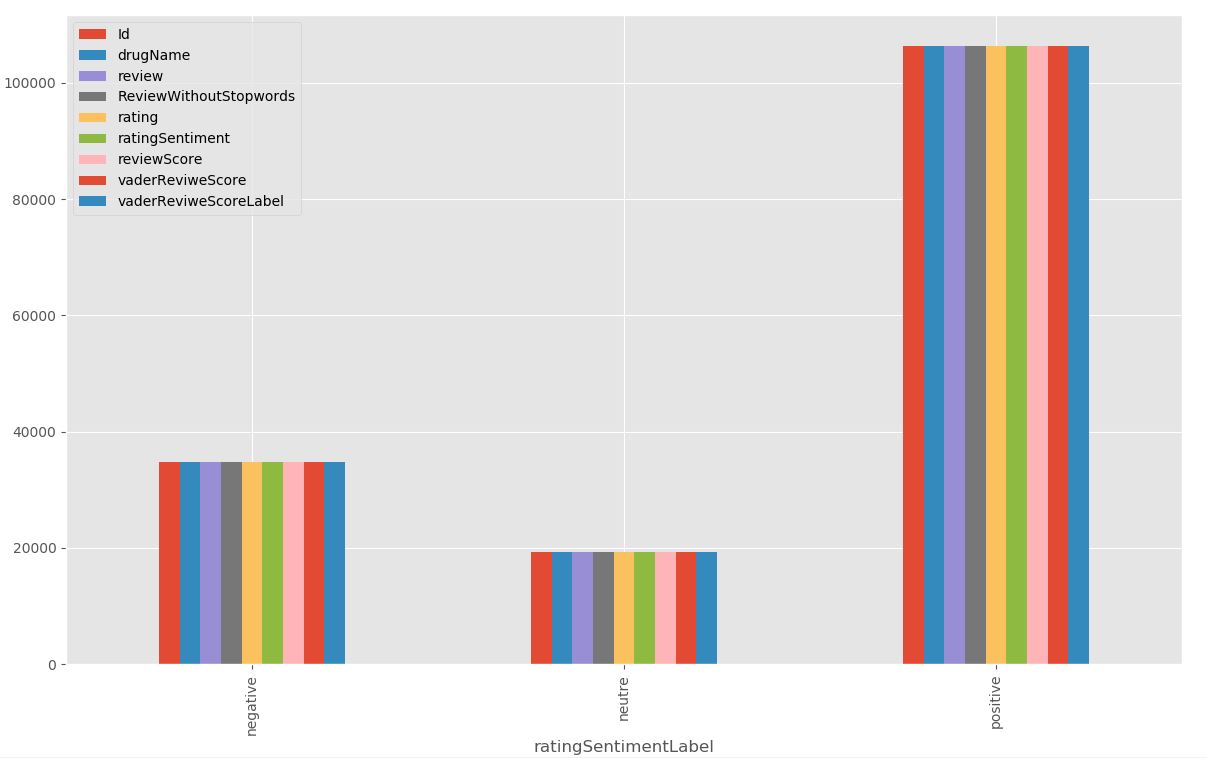 Id
drugName
review
ReviewWithoutStopwords
rating
ratingSentiment
reviewScore
vaderReviweScore
vaderReviweScoreLabel
100000
80000
60000
40000
20000
0
negative
neutre
positive
ratingSentimentLabel